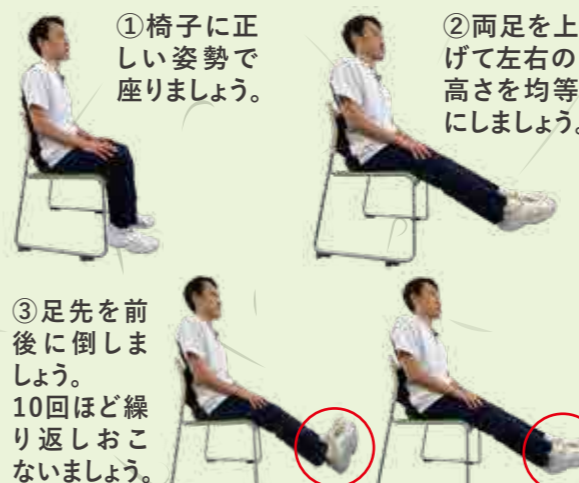 ①椅子に正
しい姿勢で
座りましょう。
②両足を上
げて左右の
高さを均等
にしましょう。
③足先を前
後に倒しま
しょう。
10回ほど繰
り返しおこ
ないましょう。